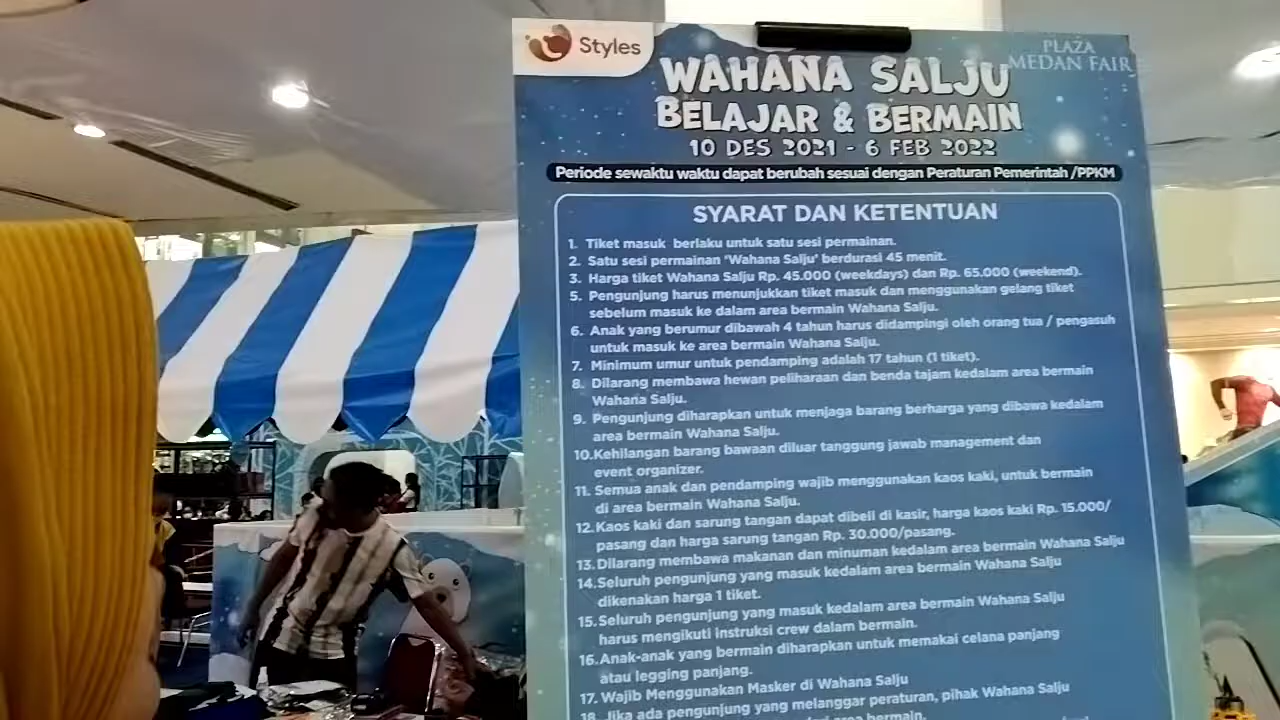 Styles
PLAZA
MEDAN FAIR
WAHANA SALJU
BELAJAR & BERMAIN
10 DES 2021 - 6 FEB 2022
Periode sewaktu waktu dapat berubah sesuai dengan Peraturan Pemerintah /PPKM
SYARAT DAN KETENTUAN
1. Tiket masuk berlaku untuk satu sesi permainan.
2. Satu sesi permainan 'Wahana Salju' berdurasi 45 menit.
3. Harga tiket Wahana Salju Rp. 45.000 (weekdays) dan Rp. 65.000 (weekend).
5. Pengunjung harus menunjukkan tiket masuk dan menggunakan gelang tiket
sebelum masuk ke dalam area bermain Wahana Salju.
6. Anak yang berumur dibawah 4 tahun harus didampingi oleh orang tua / pengasuh
untuk masuk ke area bermain Wahana Salju.
7. Minimum umur untuk pendamping adalah 17 tahun (1 tiket).
8. Dilarang membawa hewan peliharaan dan benda tajam kedalam area bermain
Wahana Salju.
9. Pengunjung diharapkan untuk menjaga barang berharga yang dibawa kedalam
area bermain Wahana Salju.
10.Kehilangan barang bawaan diluar tanggung jawab management dan
event organizer.
11. Semua anak dan pendamping wajib menggunakan kaos kaki, untuk bermain
di area bermain Wahana Salju.
12.Kaos kaki dan sarung tangan dapat dibeli di kasir, harga kaos kaki Rp. 15.000/
pasang dan harga sarung tangan Rp. 30.000/pasang.
13.Dilarang membawa makanan dan minuman kedalam area bermain Wahana Salju
14.Seluruh pengunjung yang masuk kedalam area bermain Wahana Salju
dikenakan harga 1 tiket.
15.Seluruh pengunjung yang masuk kedalam area bermain Wahana Salju
harus mengikuti instruksi crew dalam bermain.
16.Anak-anak yang bermain diharapkan untuk memakai celana panjang
atau legging panjang.
17. Wajib Menggunakan Masker di Wahana Salju
18. Jika ada pengunjung yang melanggar peraturan, pihak Wahana Salju
area bermain.